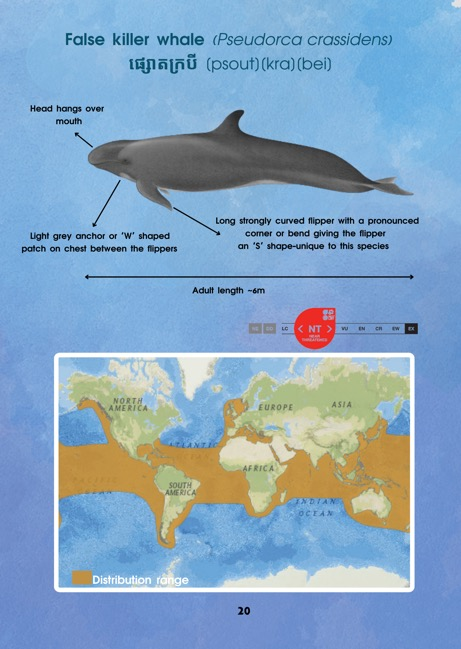 False killer whale (Pseudorca crassidens)
ផ្សោតក្របី (psout)(kra)(bei)
Head hangs over
mouth
Light grey anchor or 'W' shaped
patch on chest between the flippers
Long strongly curved flipper with a pronounced
corner or bend giving the flipper
an 'S' shape-unique to this species
Adult length ~6m
LC < NT > VU EN CR EW EX
NEAR
THREATENED
NORTH
AMERICA
EUROPE
ASIA
ATLANTIC
AFRICA
PACIFIC
OCEAN
SOUTH
AMERICA
INDIAN
OCEAN
Distribution range
20